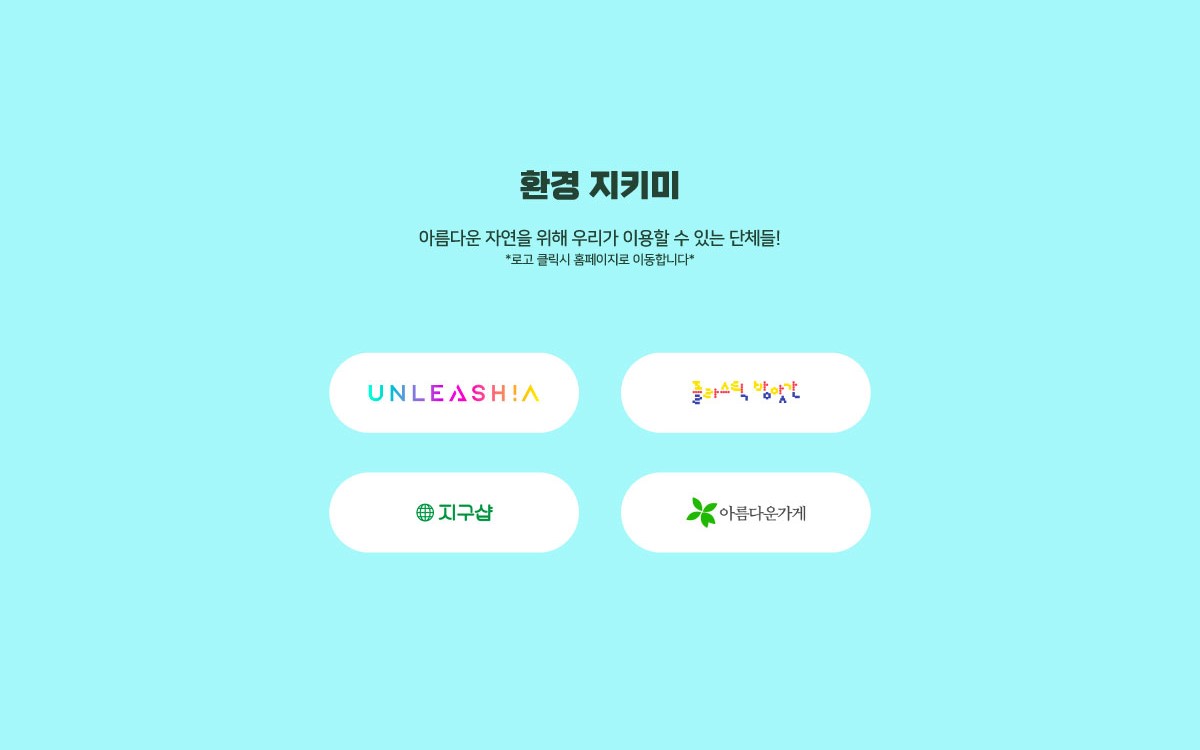 환경 지키미
아름다운 자연을 위해 우리가 이용할 수 있는 단체들!
*로고 클릭시 홈페이지로 이동합니다*
UNLEASH!A
플라스틱 방앗간
지구샵
아름다운가게